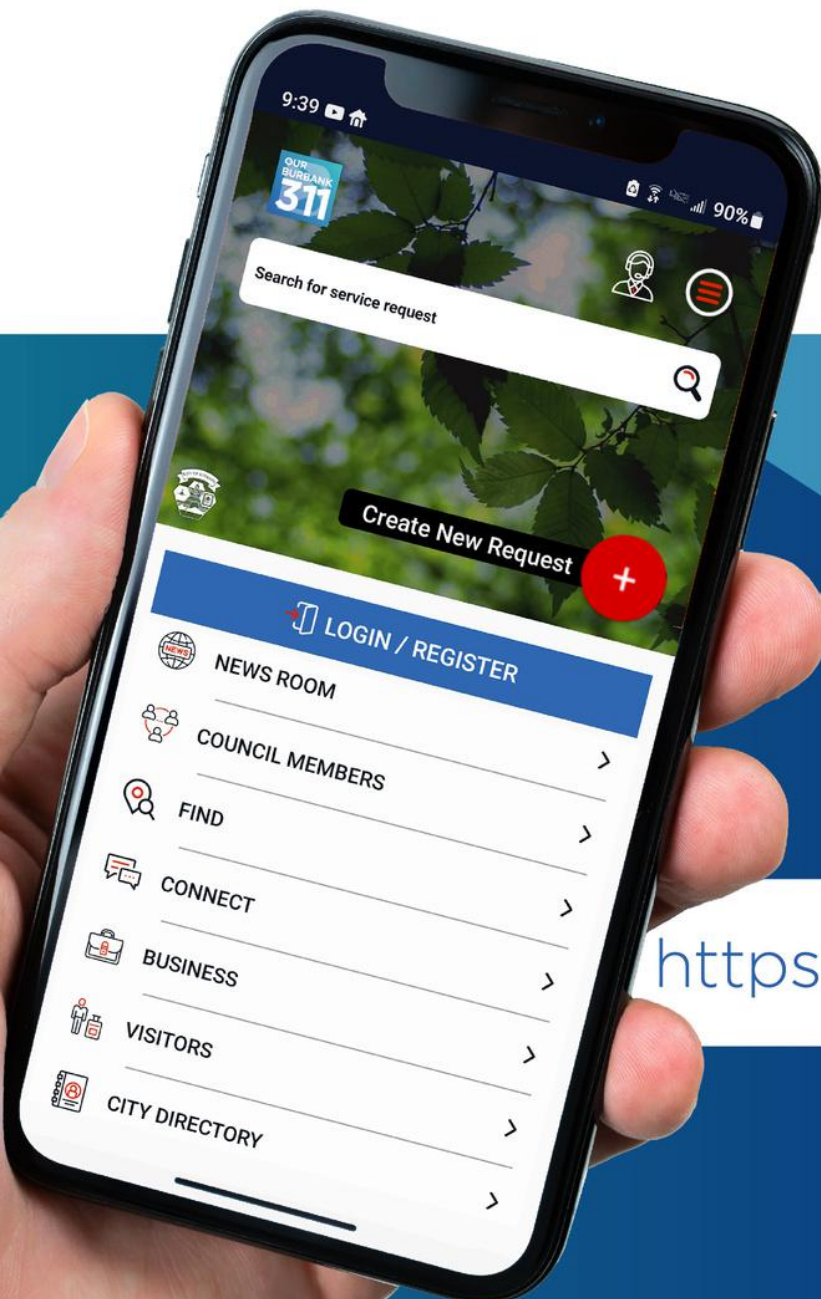 9:39
90%
OUR
BURBANK
311
Search for service request
Create New Request
+
LOGIN / REGISTER
NEWS
NEWS ROOM
COUNCIL MEMBERS
FIND
CONNECT
BUSINESS
VISITORS
CITY DIRECTORY
https